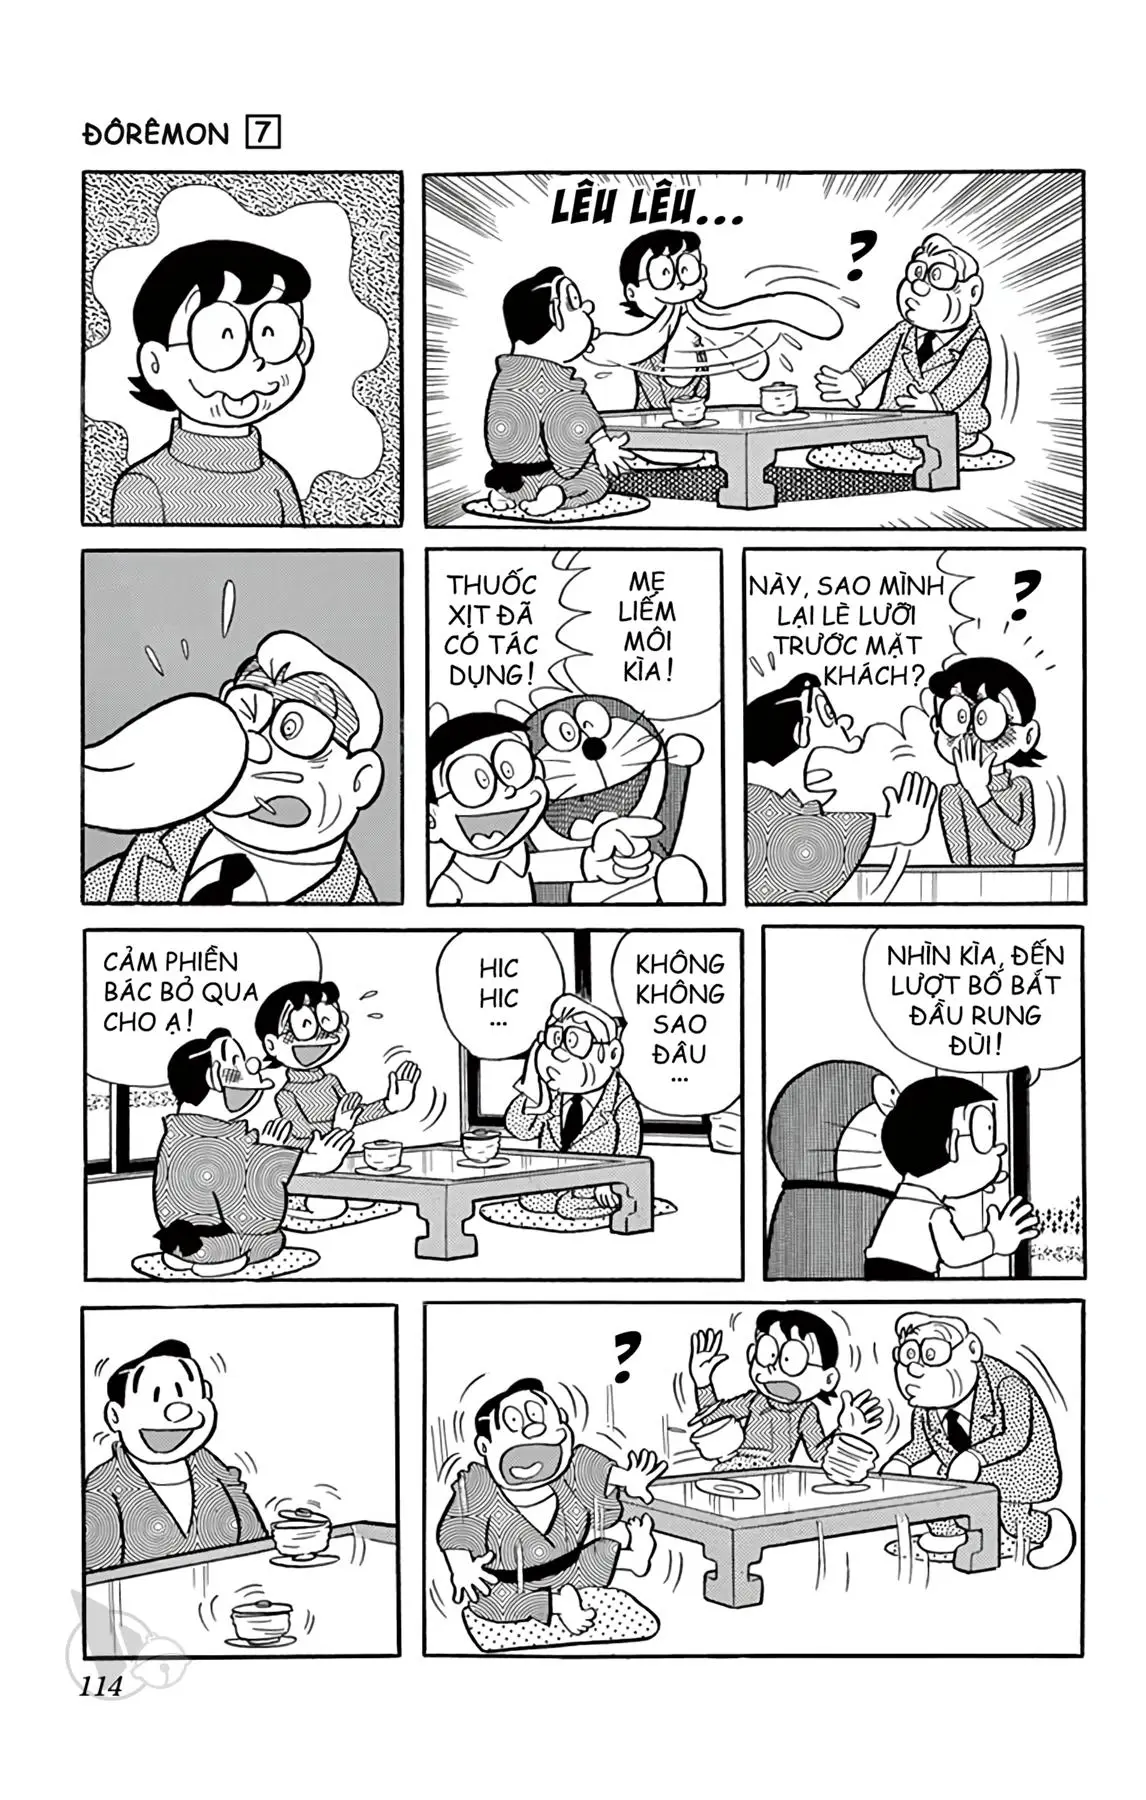 ĐÔRÊMON 7
LÊU LÊU...
?
THUỐC
XỊT ĐÃ
CÓ TÁC
DỤNG!
MẸ
LIẾM
MÔI
KÌA!
NÀY, SAO MÌNH
LẠI LÈ LƯỠI
TRƯỚC MẶT
KHÁCH?
?
CẢM PHIỀN
BÁC BỎ QUA
CHO Ạ!
HIC
HIC
...
KHÔNG
KHÔNG
SAO
ĐÂU
...
NHÌN KÌA, ĐẾN
LƯỢT BỐ BẮT
ĐẦU RUNG
ĐÙI!
?
114